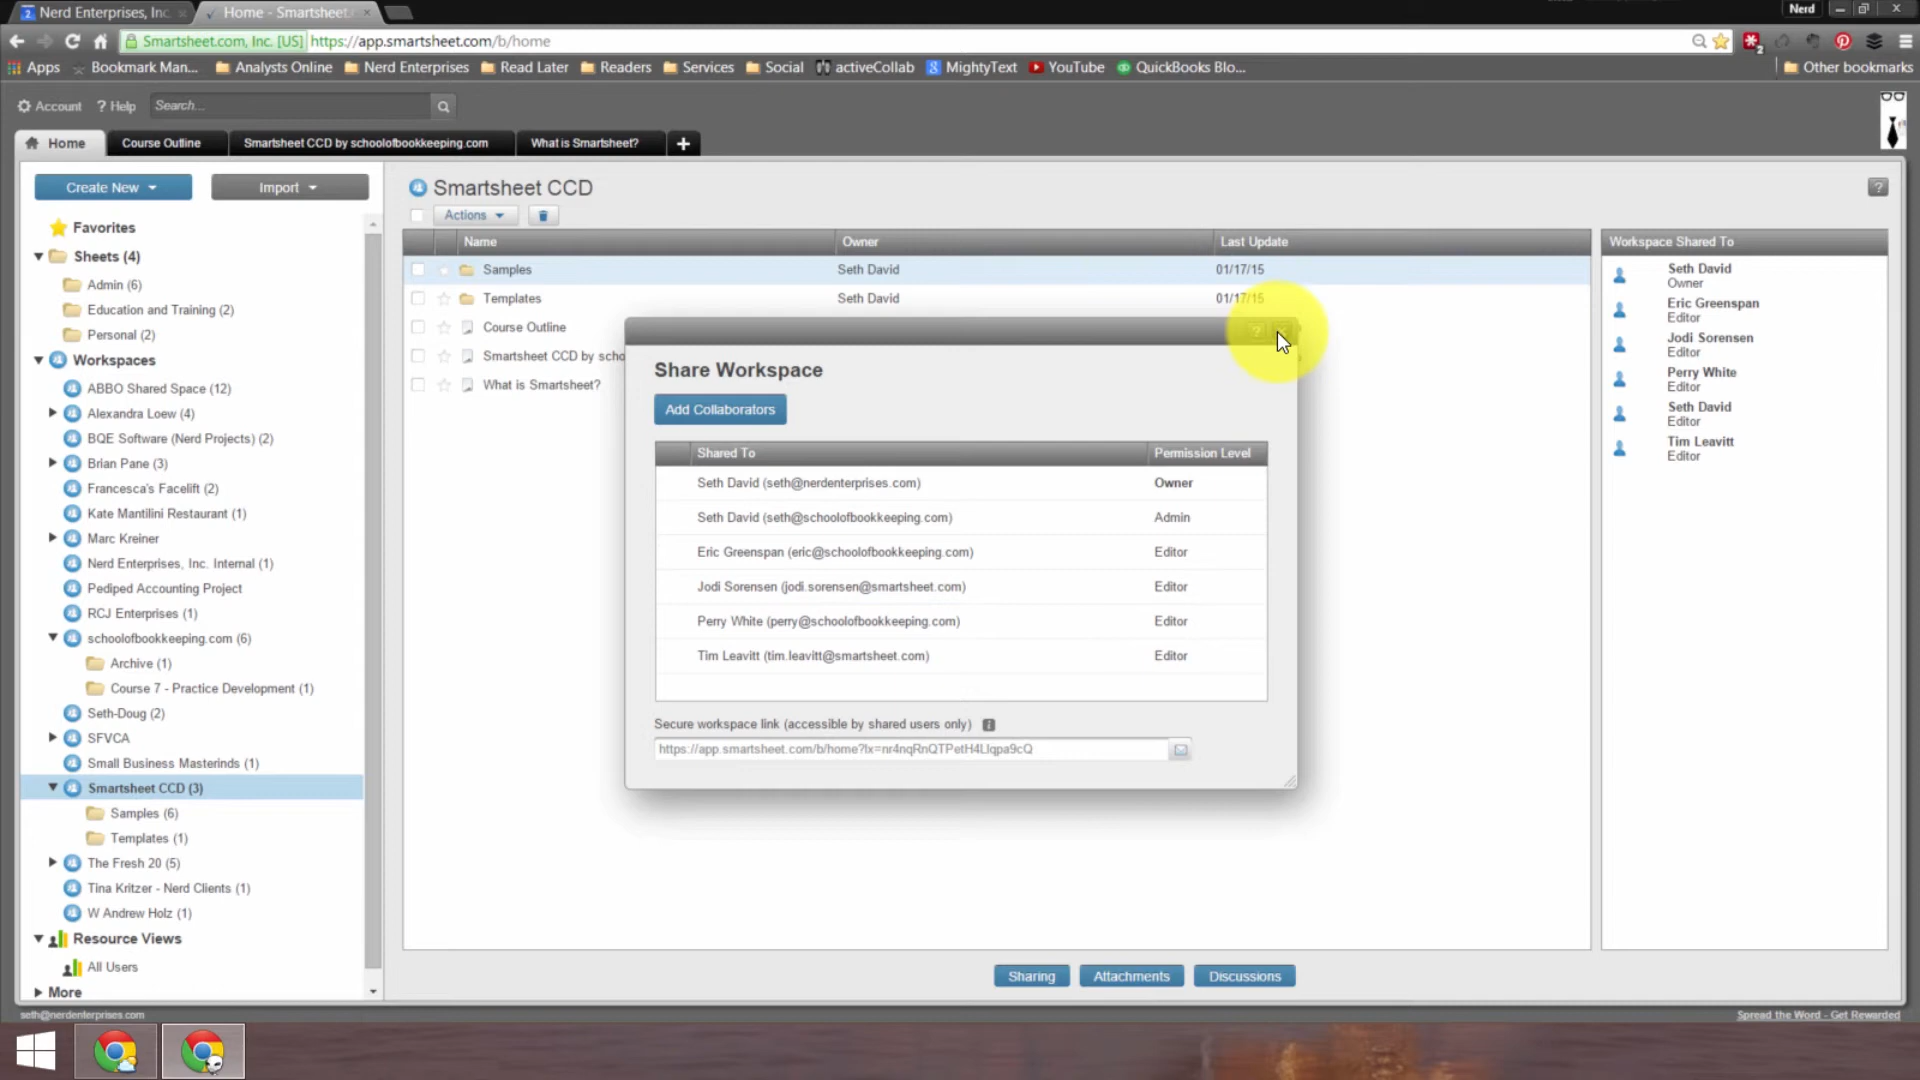 Nerd Enterprises, Inc.
Home - Smartsheet.
Nerd
Smartsheet.com, Inc. [US]
https://app.smartsheet.com/b/home
Apps
Bookmark Man...
Analysts Online
Nerd Enterprises
Read Later
Readers
Services
Social
activeCollab
MightyText
YouTube
QuickBooks Blo...
Other bookmarks
Account
? Help
Search...
Home
Course Outline
Smartsheet CCD by schoolofbookkeeping.com
What is Smartsheet?
Create New
Import
Favorites
Sheets (4)
Admin (6)
Education and Training (2)
Personal (2)
Workspaces
ABBO Shared Space (12)
Alexandra Loew (4)
BQE Software (Nerd Projects) (2)
Brian Pane (3)
Francesca's Facelift (2)
Kate Mantilini Restaurant (1)
Marc Kreiner
Nerd Enterprises, Inc. Internal (1)
Pediped Accounting Project
RCJ Enterprises (1)
schoolofbookkeeping.com (6)
Archive (1)
Course 7 - Practice Development (1)
Seth-Doug (2)
SFVCA
Small Business Masterinds (1)
Smartsheet CCD (3)
Samples (6)
Templates (1)
The Fresh 20 (5)
Tina Kritzer - Nerd Clients (1)
W Andrew Holz (1)
Resource Views
All Users
More
Smartsheet CCD
?
Actions
Name
Owner
Last Update
Samples
Seth David
01/17/15
Templates
Seth David
01/17/15
Course Outline
Smartsheet CCD by scho
What is Smartsheet?
?
Share Workspace
Add Collaborators
Shared To
Permission Level
Seth David (seth@nerdenterprises.com)
Owner
Seth David (seth@schoolofbookkeeping.com)
Admin
Eric Greenspan (eric@schoolofbookkeeping.com)
Editor
Jodi Sorensen (jodi.sorensen@smartsheet.com)
Editor
Perry White (perry@schoolofbookkeeping.com)
Editor
Tim Leavitt (tim.leavitt@smartsheet.com)
Editor
Secure workspace link (accessible by shared users only)
https://app.smartsheet.com/b/home?lx=nr4nqRnQTPetH4Llqpa9cQ
Workspace Shared To
Seth David
Owner
Eric Greenspan
Editor
Jodi Sorensen
Editor
Perry White
Editor
Seth David
Editor
Tim Leavitt
Editor
Sharing
Attachments
Discussions
seth@nerdenterprises.com
Spread the Word - Get Rewarded